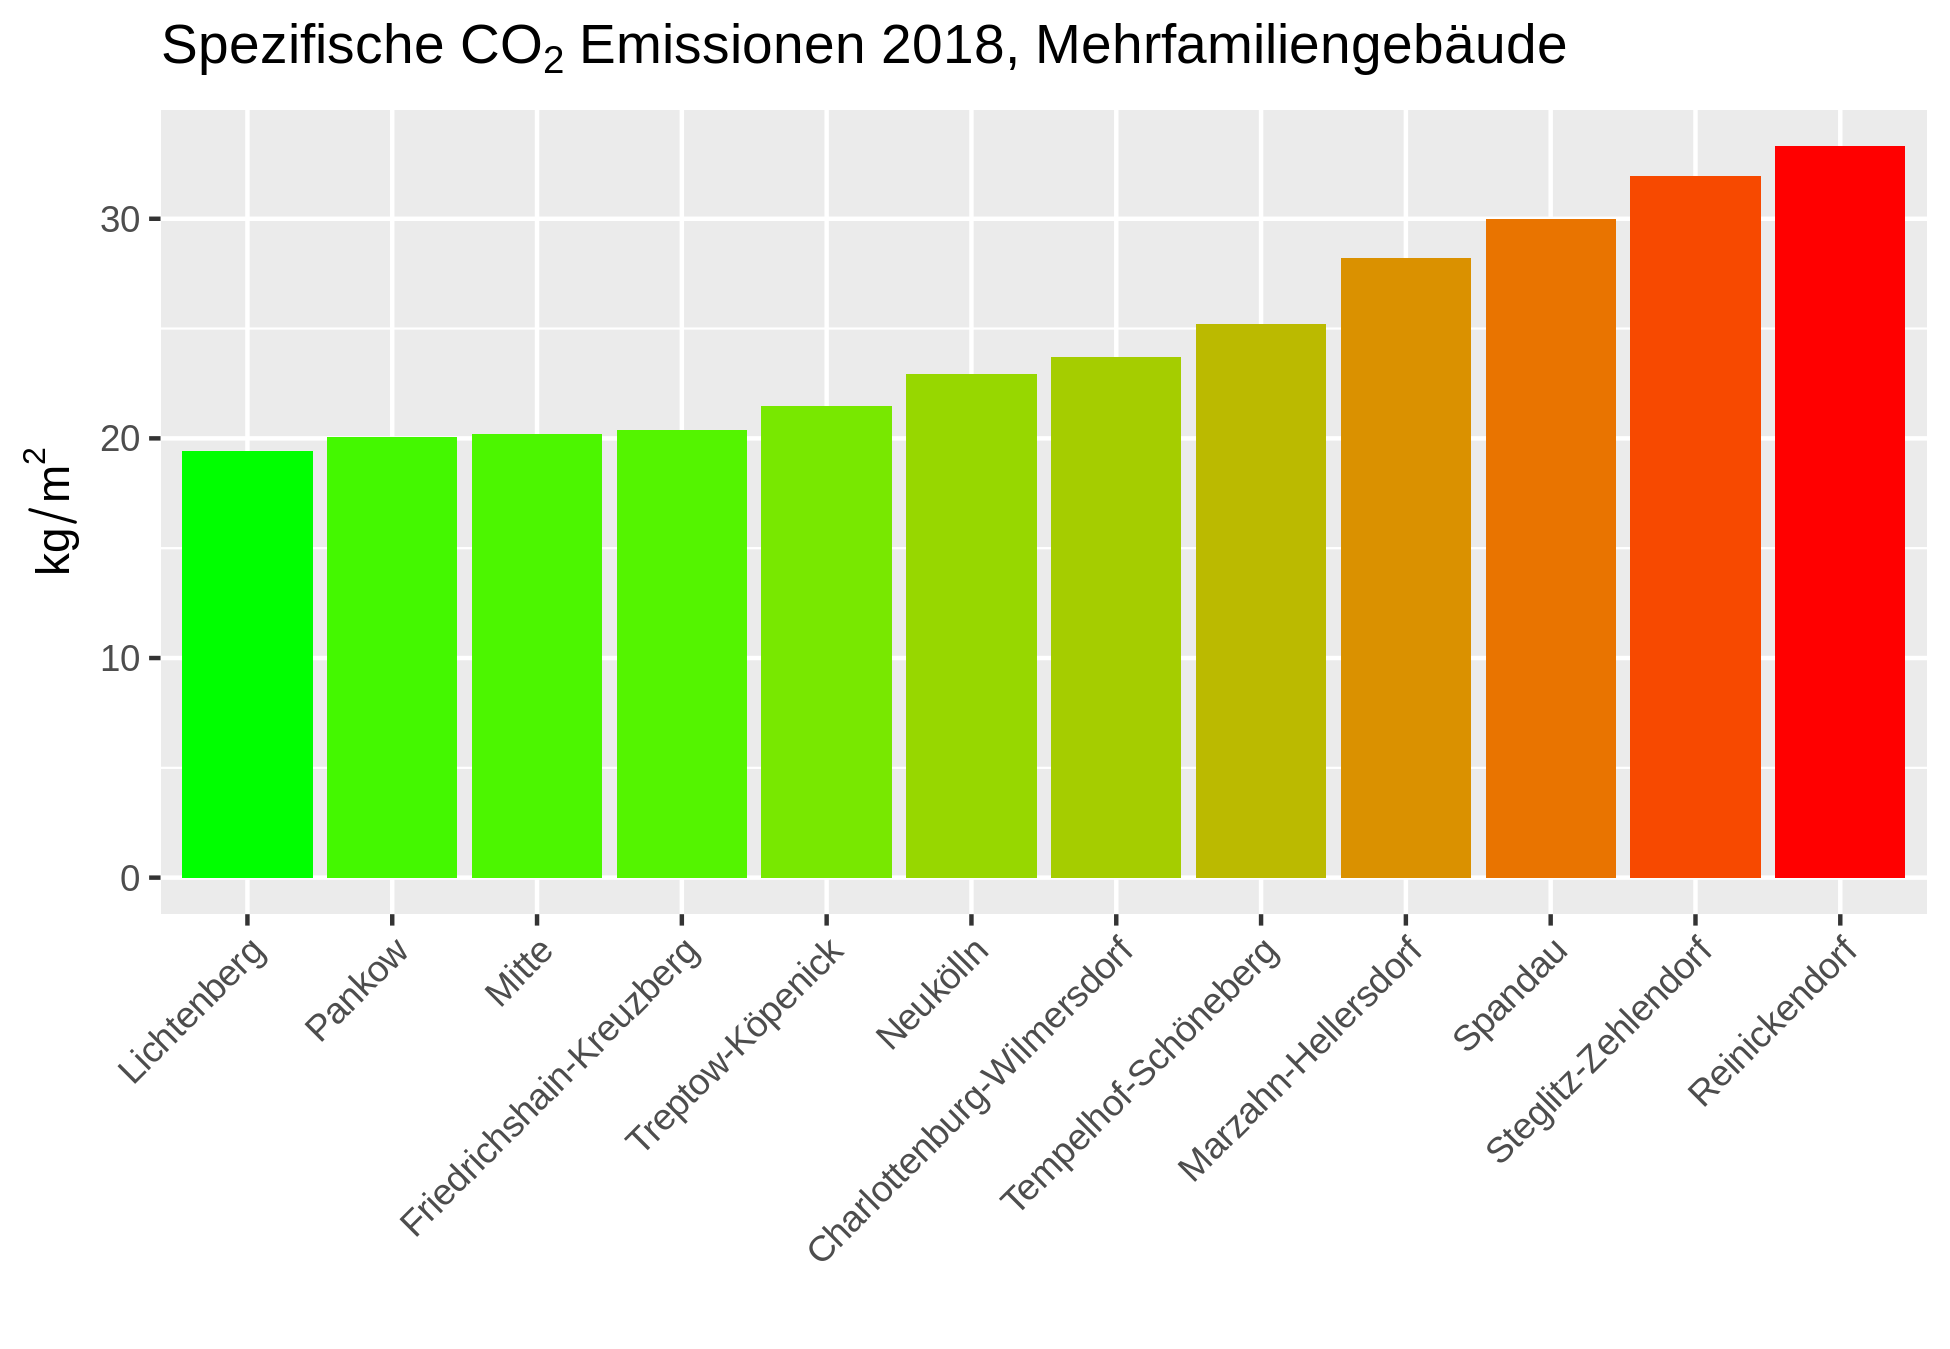 Spezifische CO₂ Emissionen 2018, Mehrfamiliengebäude
kg/m²
30
20
10
0
Lichtenberg
Pankow
Mitte
Friedrichshain-Kreuzberg
Treptow-Köpenick
Neukölln
Charlottenburg-Wilmersdorf
Tempelhof-Schöneberg
Marzahn-Hellersdorf
Spandau
Steglitz-Zehlendorf
Reinickendorf